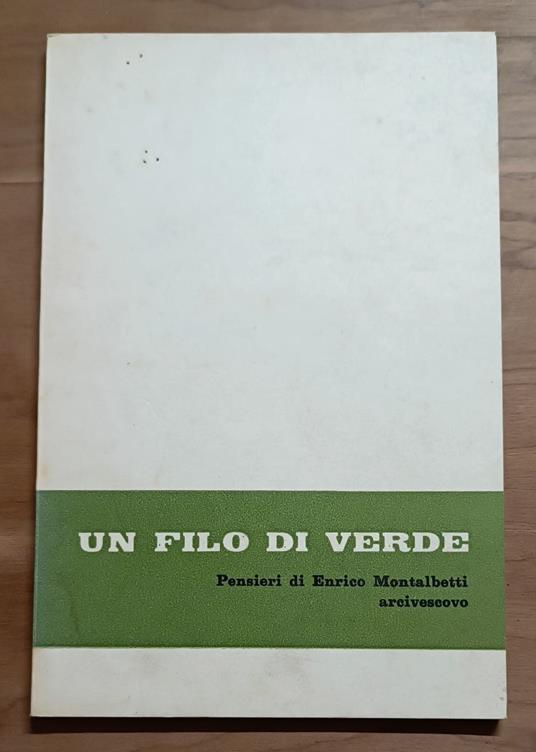 UN FILO DI VERDE
Pensieri di Enrico Montalbetti
arcivescovo